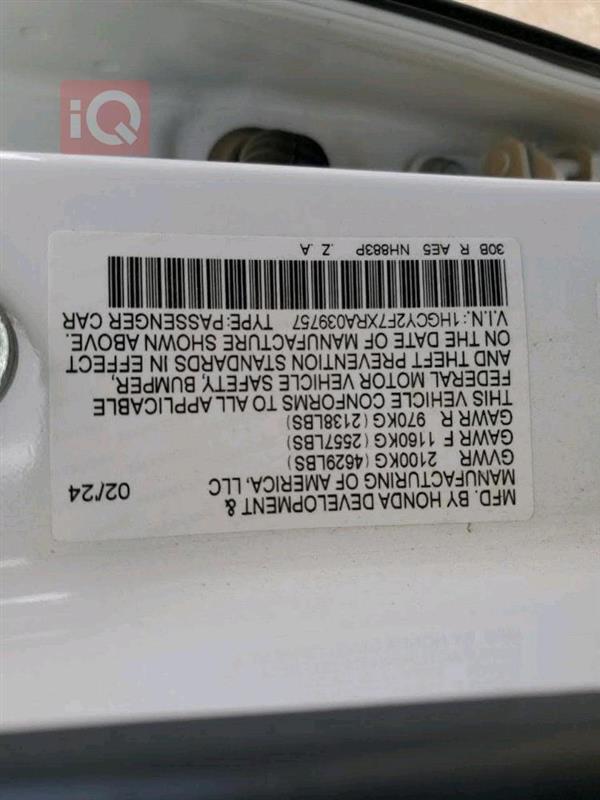 iQ
MFD. BY HONDA DEVELOPMENT &
MANUFACTURING OF AMERICA, LLC 02/24
GVWR 2100KG (4629LBS)
GAWR F 1160KG (2557LBS)
GAWR R 970KG (2138LBS)
THIS VEHICLE CONFORMS TO ALL APPLICABLE
FEDERAL MOTOR VEHICLE SAFETY, BUMPER,
AND THEFT PREVENTION STANDARDS IN EFFECT
ON THE DATE OF MANUFACTURE SHOWN ABOVE.
V.I.N.:1HGCY2F7XRA039757 TYPE:PASSENGER CAR
30B R AE5 NH883P .Z .A